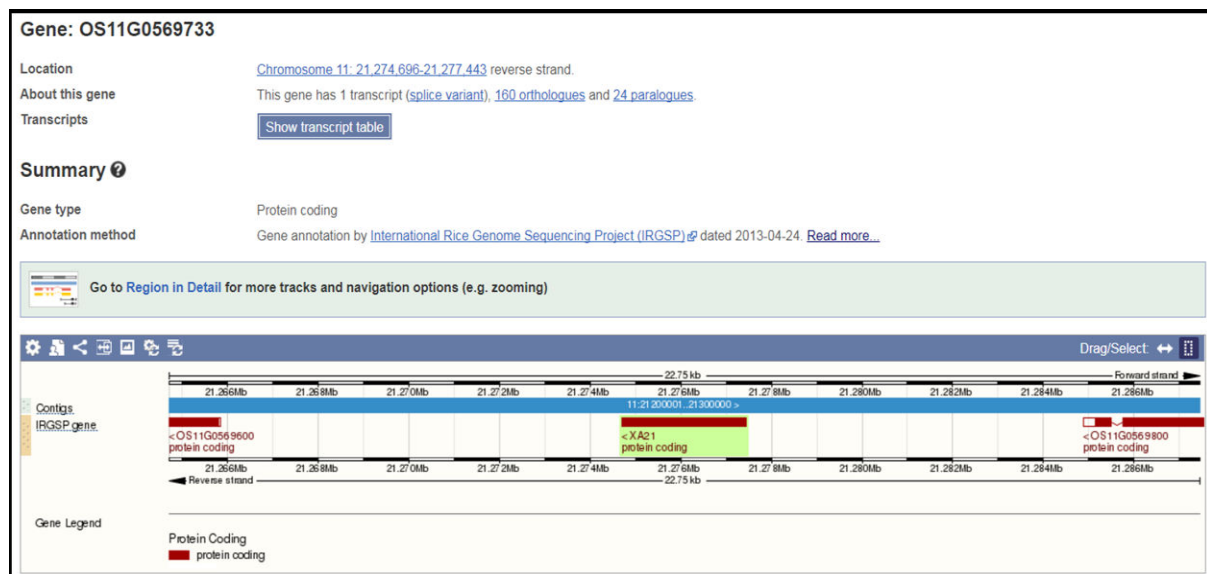 Gene: OS11G0569733
Location Chromosome 11: 21,274,696-21,277,443 reverse strand.
About this gene This gene has 1 transcript (splice variant), 160 orthologues and 24 paralogues.
Transcripts Show transcript table
Summary
Gene type Protein coding
Annotation method Gene annotation by International Rice Genome Sequencing Project (IRGSP) dated 2013-04-24. Read more...
Go to Region in Detail for more tracks and navigation options (e.g. zooming)
Drag/Select:
22.75 kb Forward strand
21.266Mb 21.268Mb 21.270Mb 21.272Mb 21.274Mb 21.276Mb 21.278Mb 21.280Mb 21.282Mb 21.284Mb 21.286Mb
Contigs 11:21200001..21300000 >
IRGSP gene
<OS11G0569600 <XA21 <OS11G0569800
protein coding protein coding protein coding
21.266Mb 21.268Mb 21.270Mb 21.272Mb 21.274Mb 21.276Mb 21.278Mb 21.280Mb 21.282Mb 21.284Mb 21.286Mb
Reverse strand 22.75 kb
Gene Legend
Protein Coding
protein coding